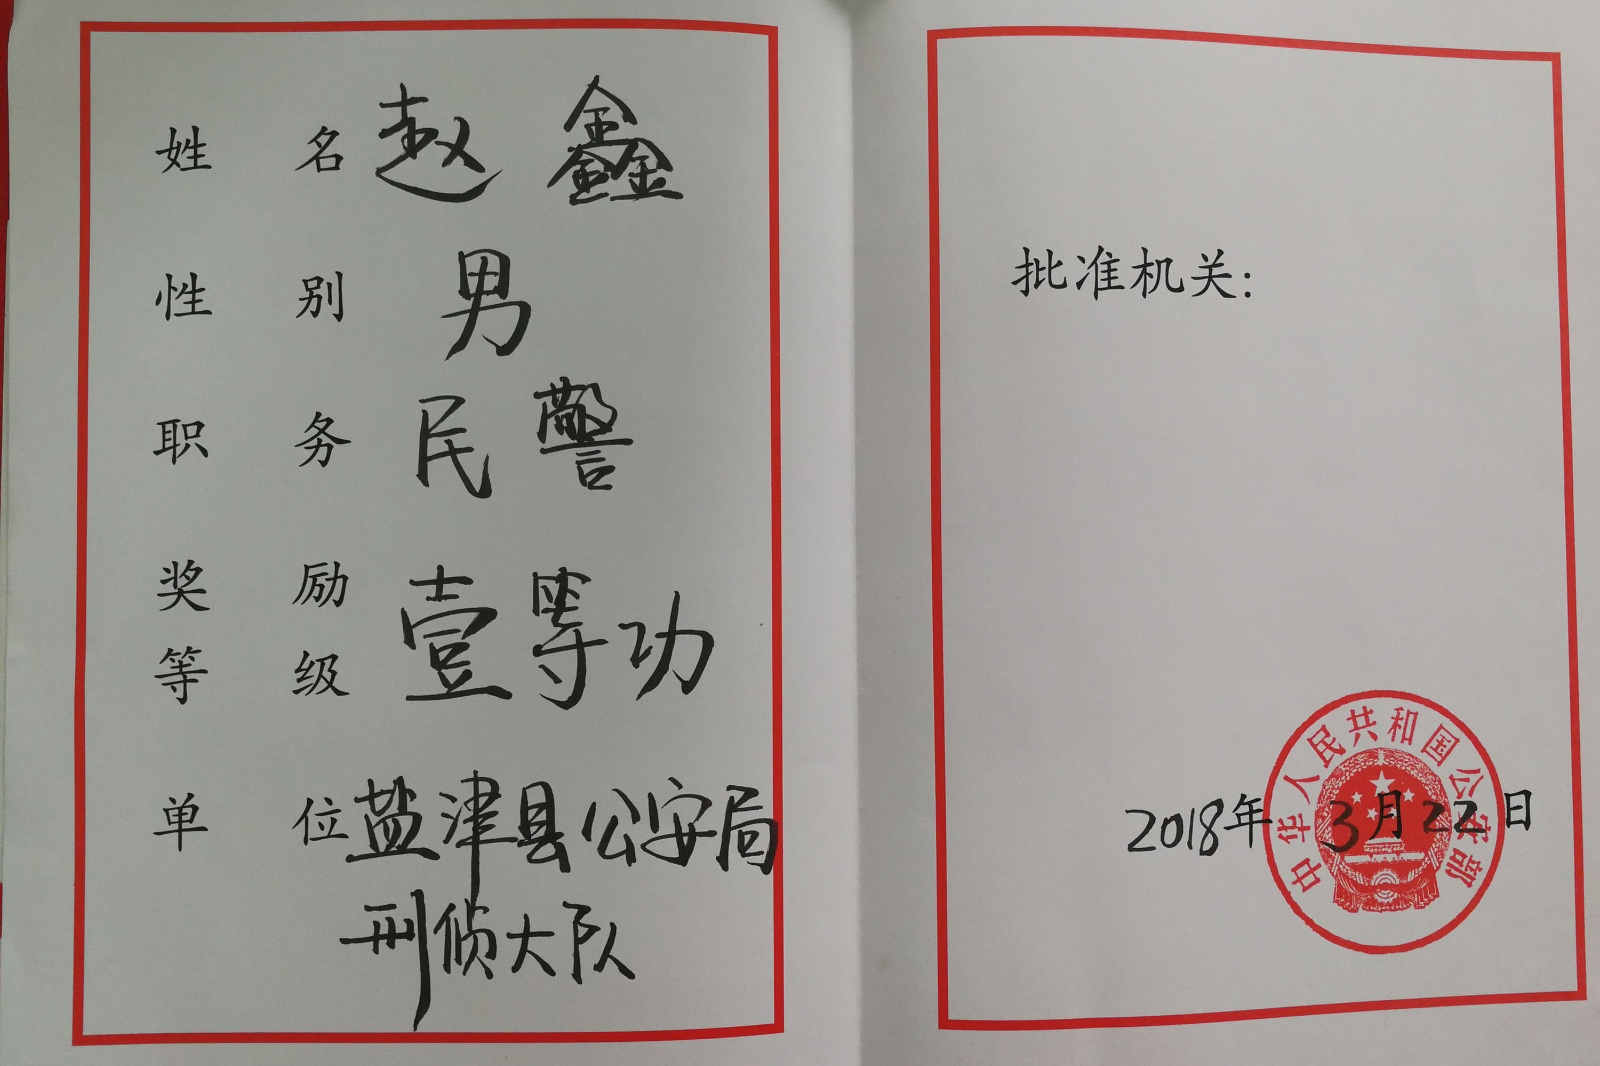 姓名 赵鑫
性别 男
职务 民警
奖励
等级 壹等功
单位 盐津县公安局
刑侦大队
批准机关：
中华人民共和国公安部
2018年3月22日